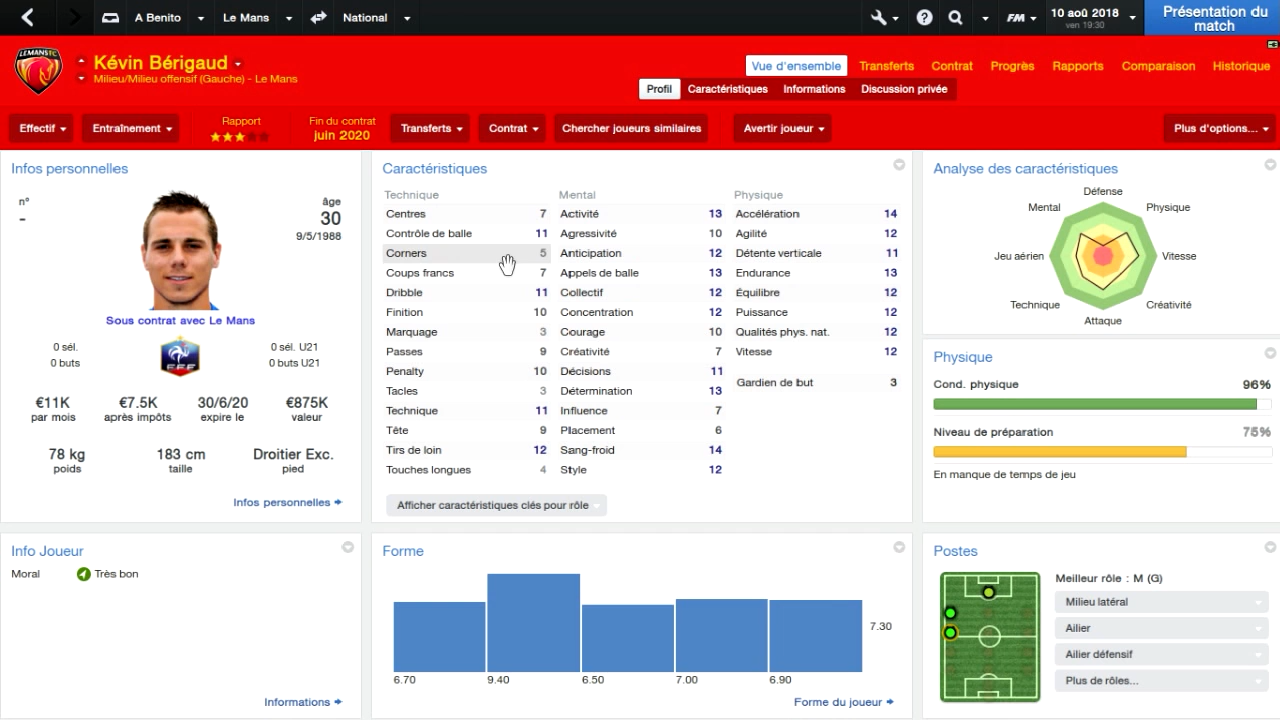 A Benito
Le Mans
National
FM
10 aoû 2018
ven 19:30
Présentation du match
LE MANS FC
Kévin Bérigaud
Milieu/Milieu offensif (Gauche) - Le Mans
Vue d'ensemble Transferts Contrat Progrès Rapports Comparaison Historique
Profil Caractéristiques Informations Discussion privée
Effectif Entraînement Rapport Fin du contrat juin 2020 Transferts Contrat Chercher joueurs similaires Avertir joueur Plus d'options...
Infos personnelles
n°
-
âge
30
9/5/1988
Sous contrat avec Le Mans
0 sél.
0 buts
FFF
0 sél. U21
0 buts U21
€11K par mois
€7.5K après impôts
30/6/20 expire le
€875K valeur
78 kg poids
183 cm taille
Droitier Exc. pied
Infos personnelles
Caractéristiques
Technique
Centres 7
Contrôle de balle 11
Corners 5
Coups francs 7
Dribble 11
Finition 10
Marquage 3
Passes 9
Penalty 10
Tacles 3
Technique 11
Tête 9
Tirs de loin 12
Touches longues 4
Mental
Activité 13
Agressivité 10
Anticipation 12
Appels de balle 13
Collectif 12
Concentration 12
Courage 10
Créativité 7
Décisions 11
Détermination 13
Influence 7
Placement 6
Sang-froid 14
Style 12
Physique
Accélération 14
Agilité 12
Détente verticale 11
Endurance 13
Équilibre 12
Puissance 12
Qualités phys. nat. 12
Vitesse 12
Gardien de but 3
Afficher caractéristiques clés pour rôle
Analyse des caractéristiques
Défense
Mental
Physique
Jeu aérien
Vitesse
Technique
Créativité
Attaque
Physique
Cond. physique 96%
Niveau de préparation 75%
En manque de temps de jeu
Info Joueur
Moral Très bon
Informations
Forme
7.30
6.70 9.40 6.50 7.00 6.90
Forme du joueur
Postes
Meilleur rôle : M (G)
Milieu latéral
Ailier
Ailier défensif
Plus de rôles...